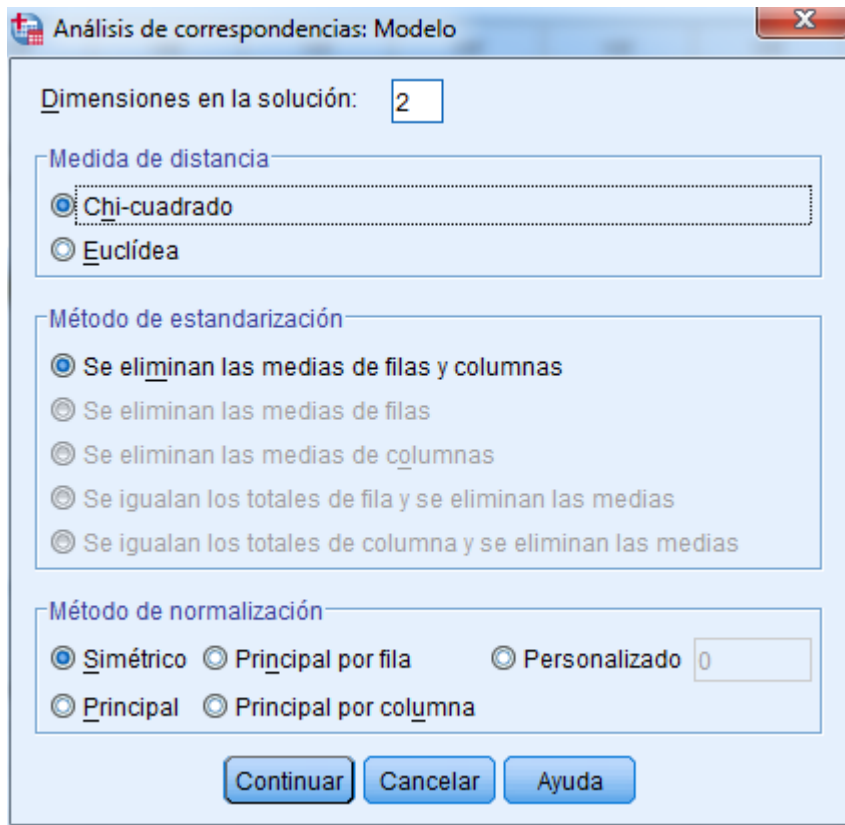 Análisis de correspondencias: Modelo
Dimensiones en la solución: 2
Medida de distancia
Chi-cuadrado
Euclídea
Método de estandarización
Se eliminan las medias de filas y columnas
Se eliminan las medias de filas
Se eliminan las medias de columnas
Se igualan los totales de fila y se eliminan las medias
Se igualan los totales de columna y se eliminan las medias
Método de normalización
Simétrico Principal por fila Personalizado 0
Principal Principal por columna
Continuar Cancelar Ayuda